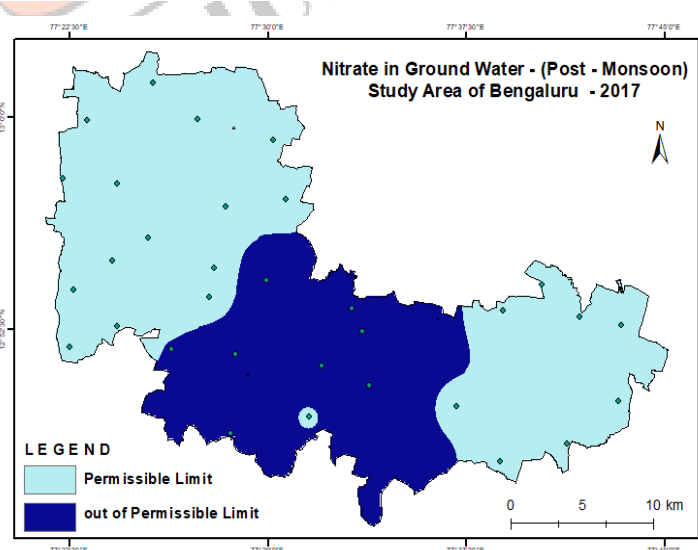 77°22'30"E 77°30'0"E 77°37'30"E 77°45'0"E
Nitrate in Ground Water - (Post - Monsoon)
Study Area of Bengaluru - 2017
N
13°0'0"N
12°52'30"N
LEGEND
Permissible Limit
out of Permissible Limit
0 5 10 km